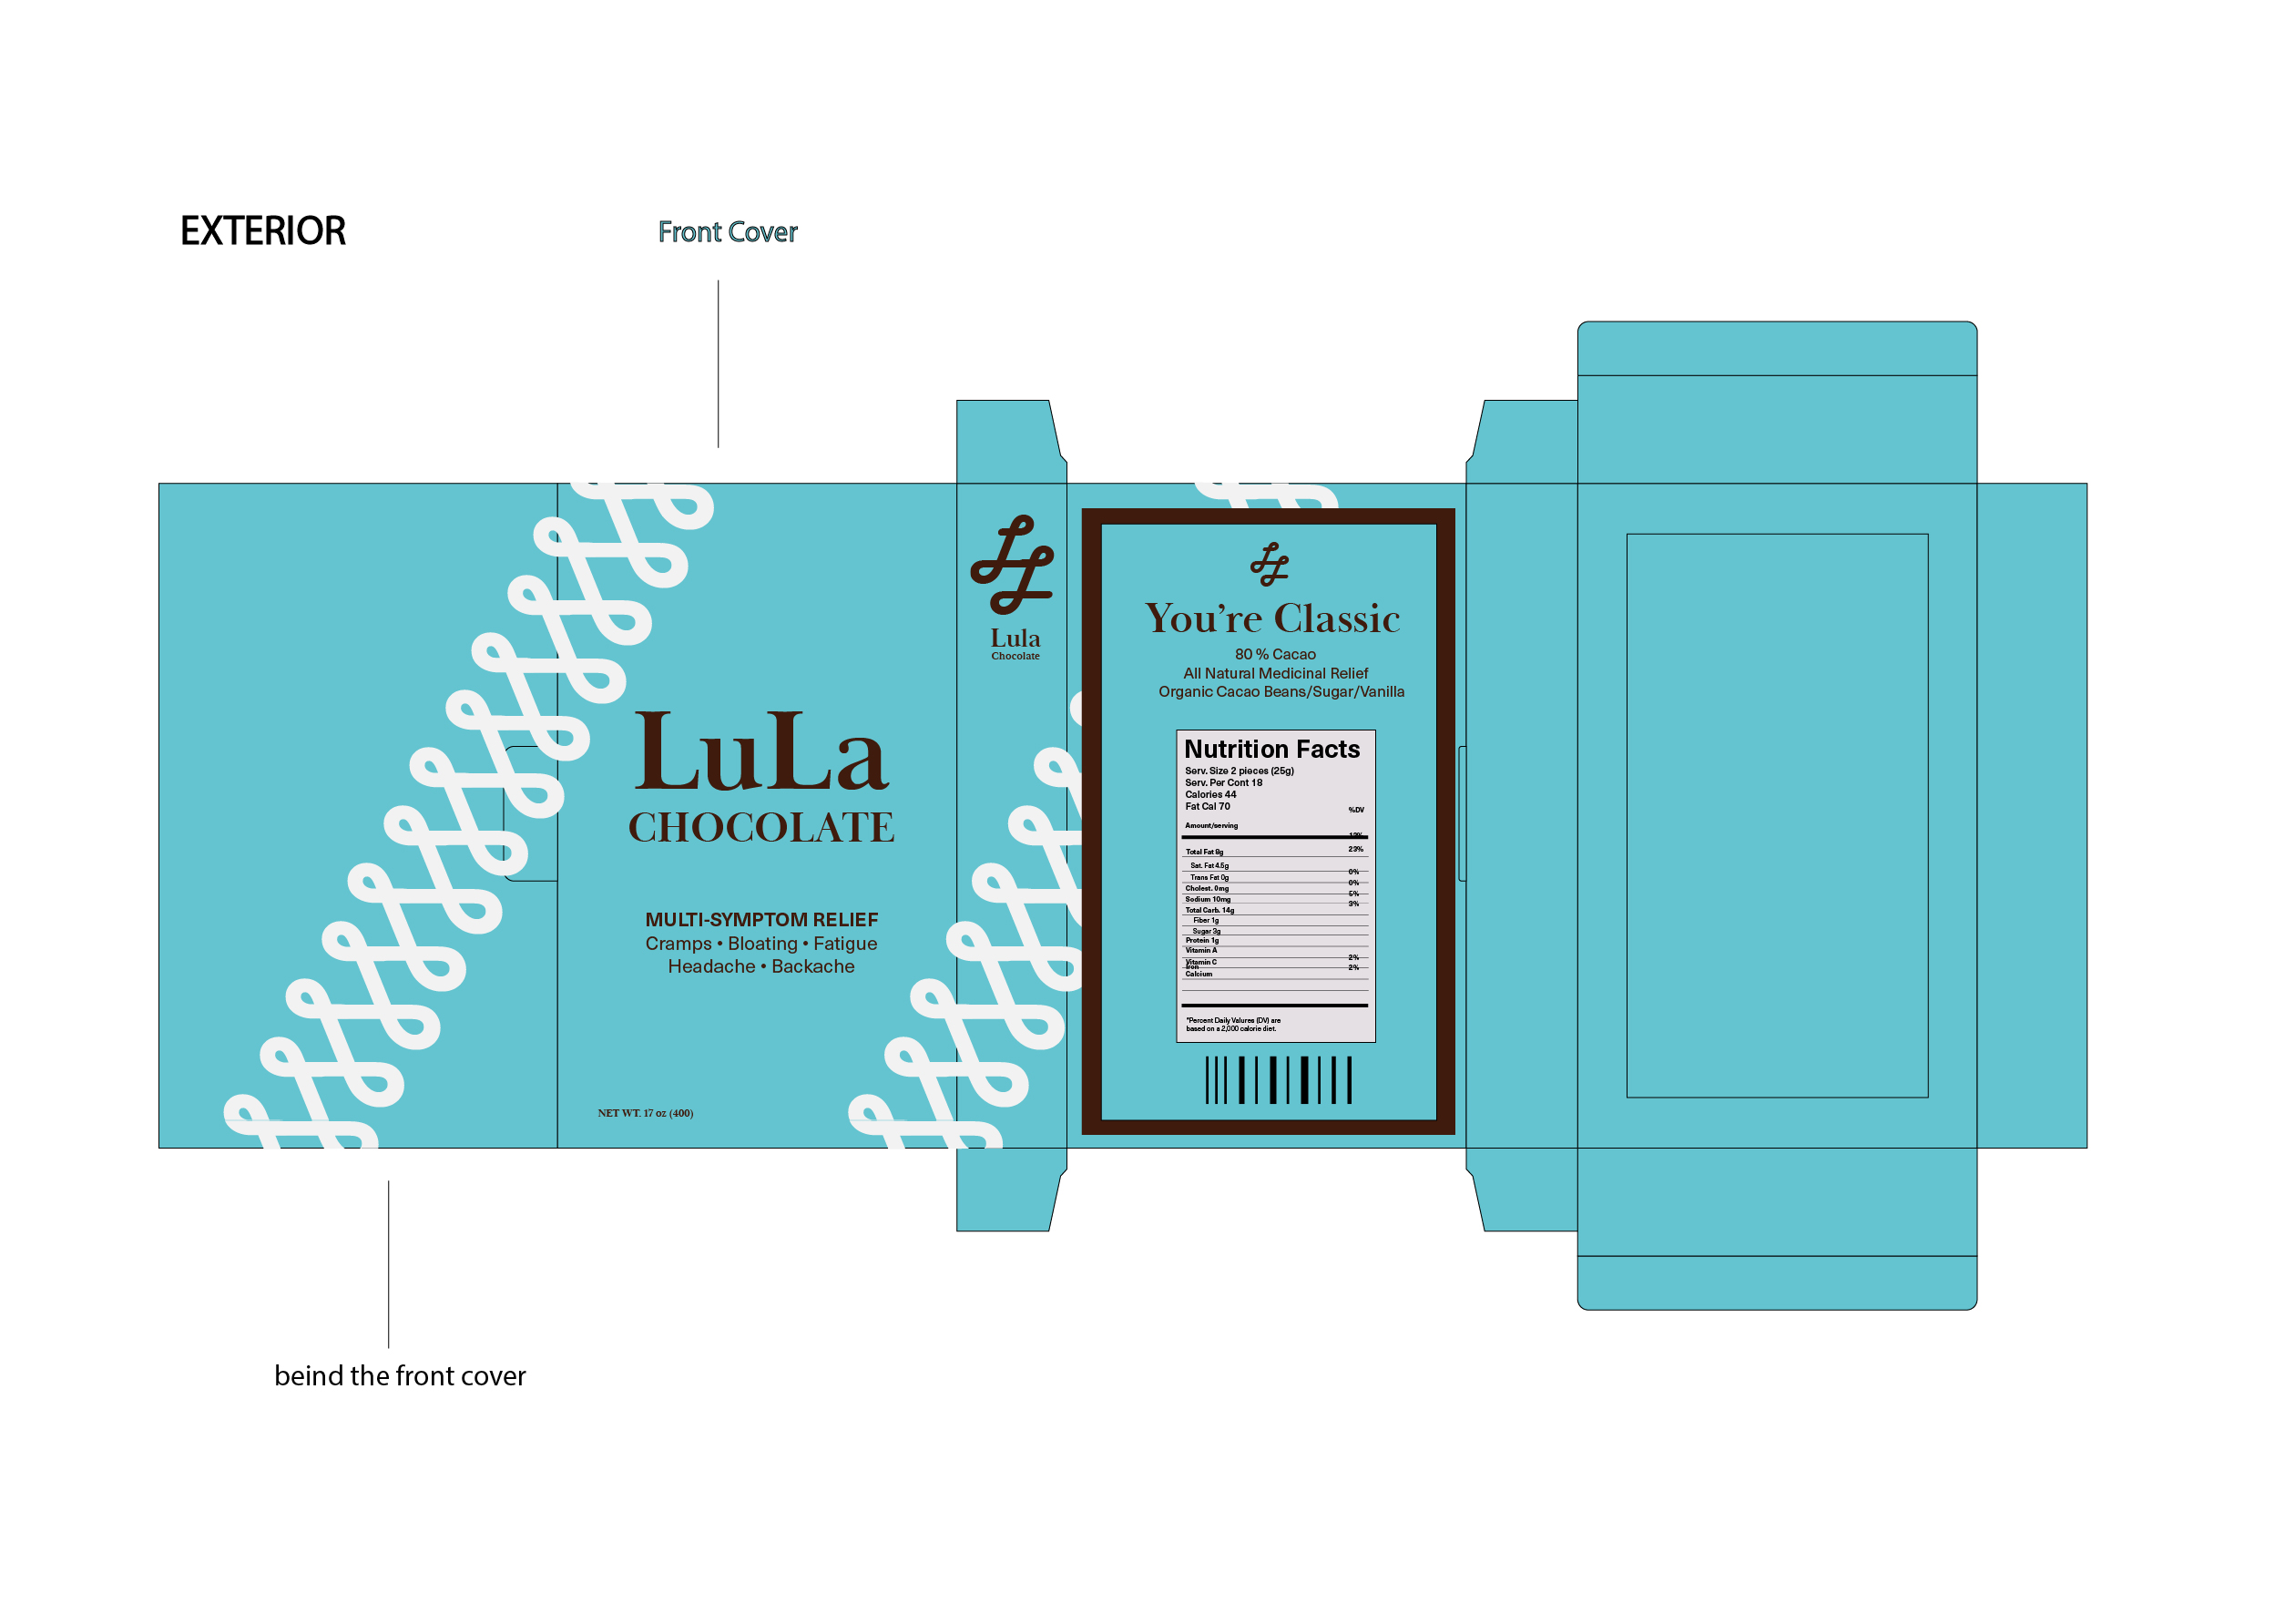 EXTERIOR
Front Cover
LuLa
CHOCOLATE
MULTI-SYMPTOM RELIEF
Cramps • Bloating • Fatigue
Headache • Backache
NET WT. 17 oz (400)
Lula
Chocolate
You're Classic
80 % Cacao
All Natural Medicinal Relief
Organic Cacao Beans/Sugar/Vanilla
Nutrition Facts
Serv. Size 2 pieces (25g)
Serv. Per Cont 18
Calories 44
Fat Cal 70
%DV
Amount/serving
Total Fat 8g
23%
Sat. Fat 4.5g
0%
Trans Fat 0g
0%
Cholest. 0mg
5%
Sodium 10mg
3%
Total Carb. 14g
Fiber 1g
Sugar 3g
Protein 1g
Vitamin A
2%
Vitamin C
Iron
2%
Calcium
*Percent Daily Valures (DV) are
based on a 2,000 calorie diet.
beind the front cover